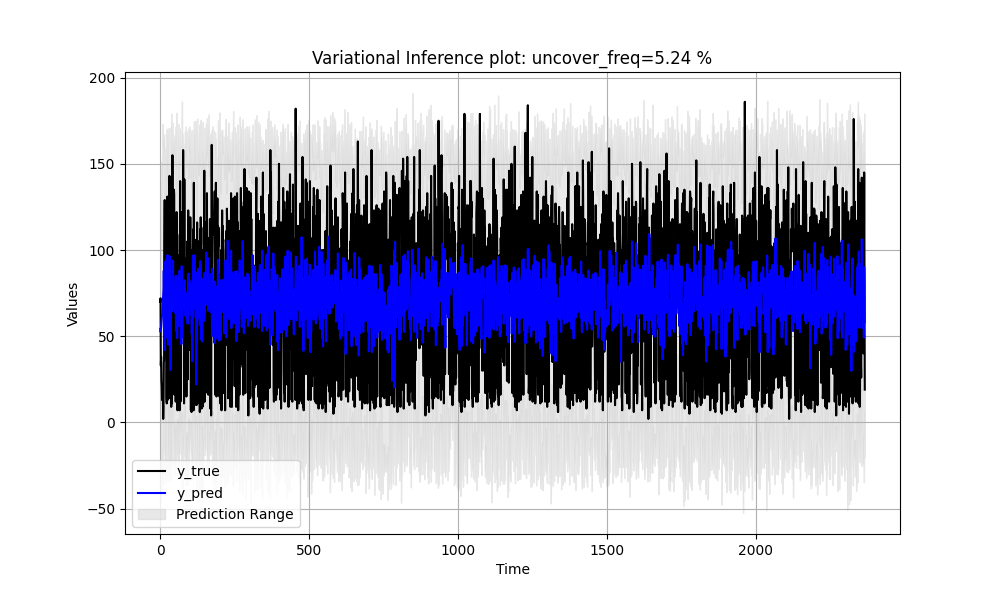 Variational Inference plot: uncover_freq=5.24 %
200
150
100
50
0
−50
Values
y_true
y_pred
Prediction Range
0 500 1000 1500 2000
Time